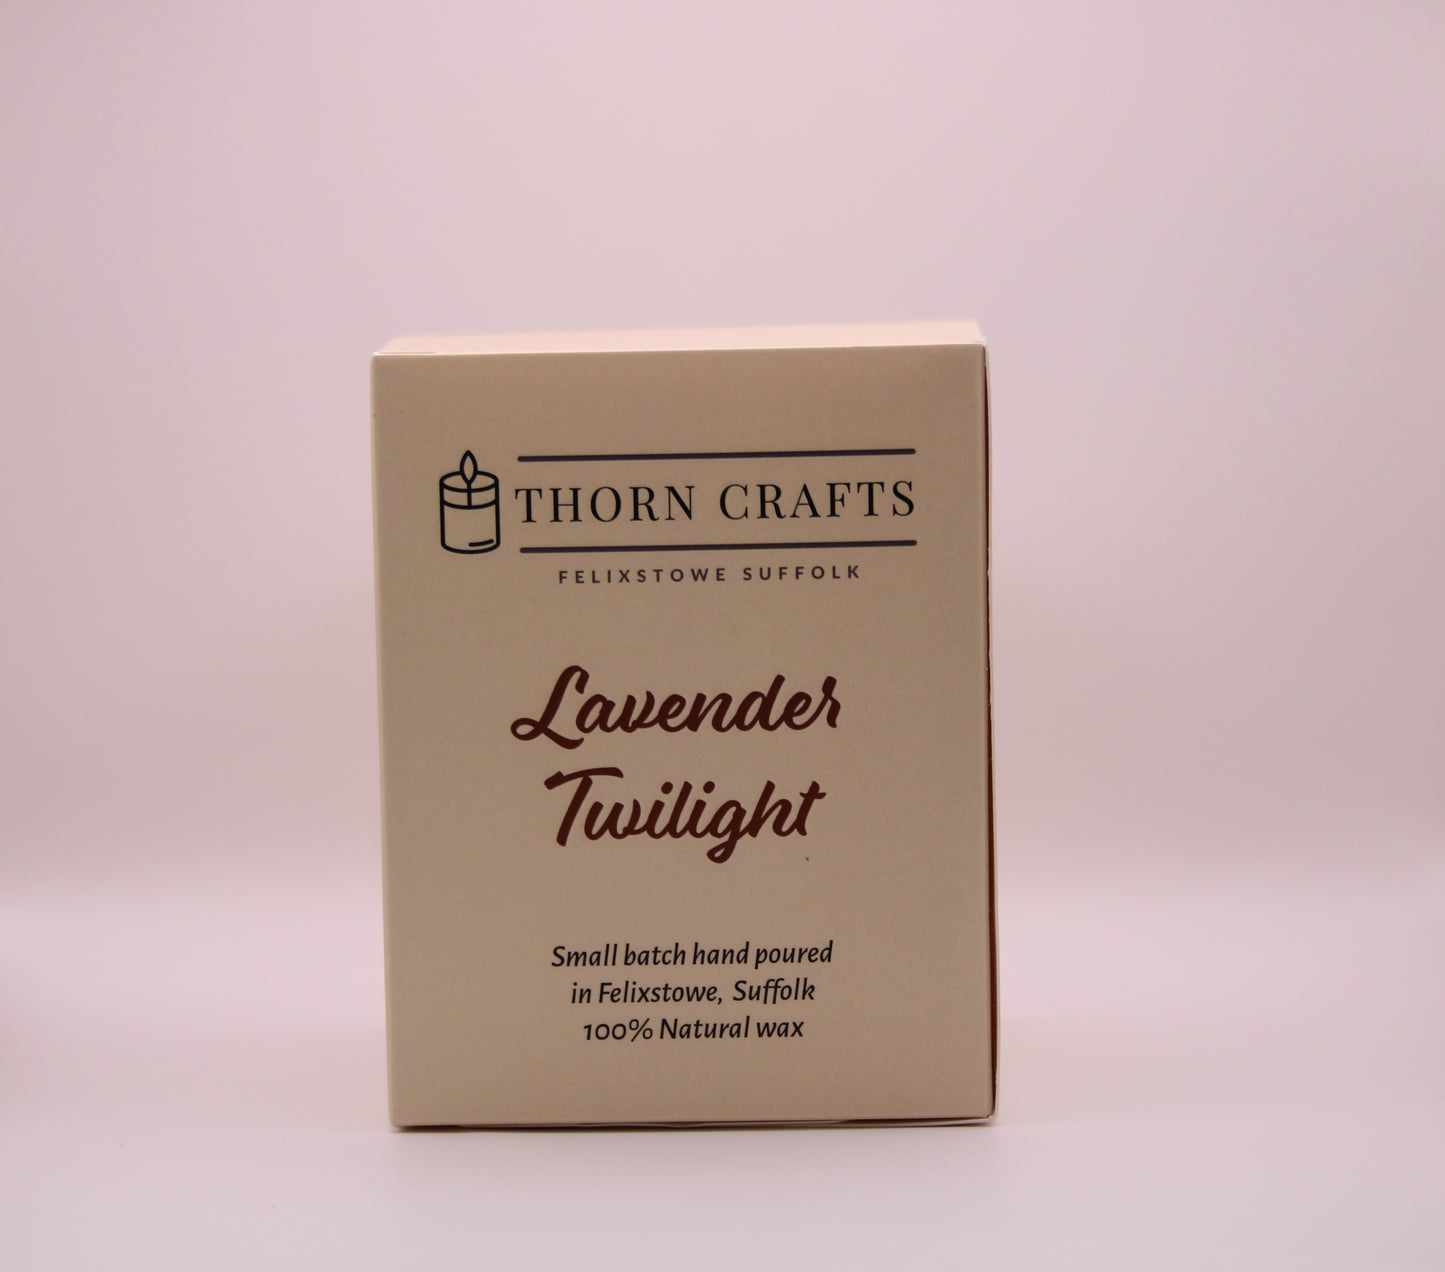 THORN CRAFTS
FELIXSTOWE SUFFOLK
Lavender
Twilight
Small batch hand poured
in Felixstowe, Suffolk
100% Natural wax